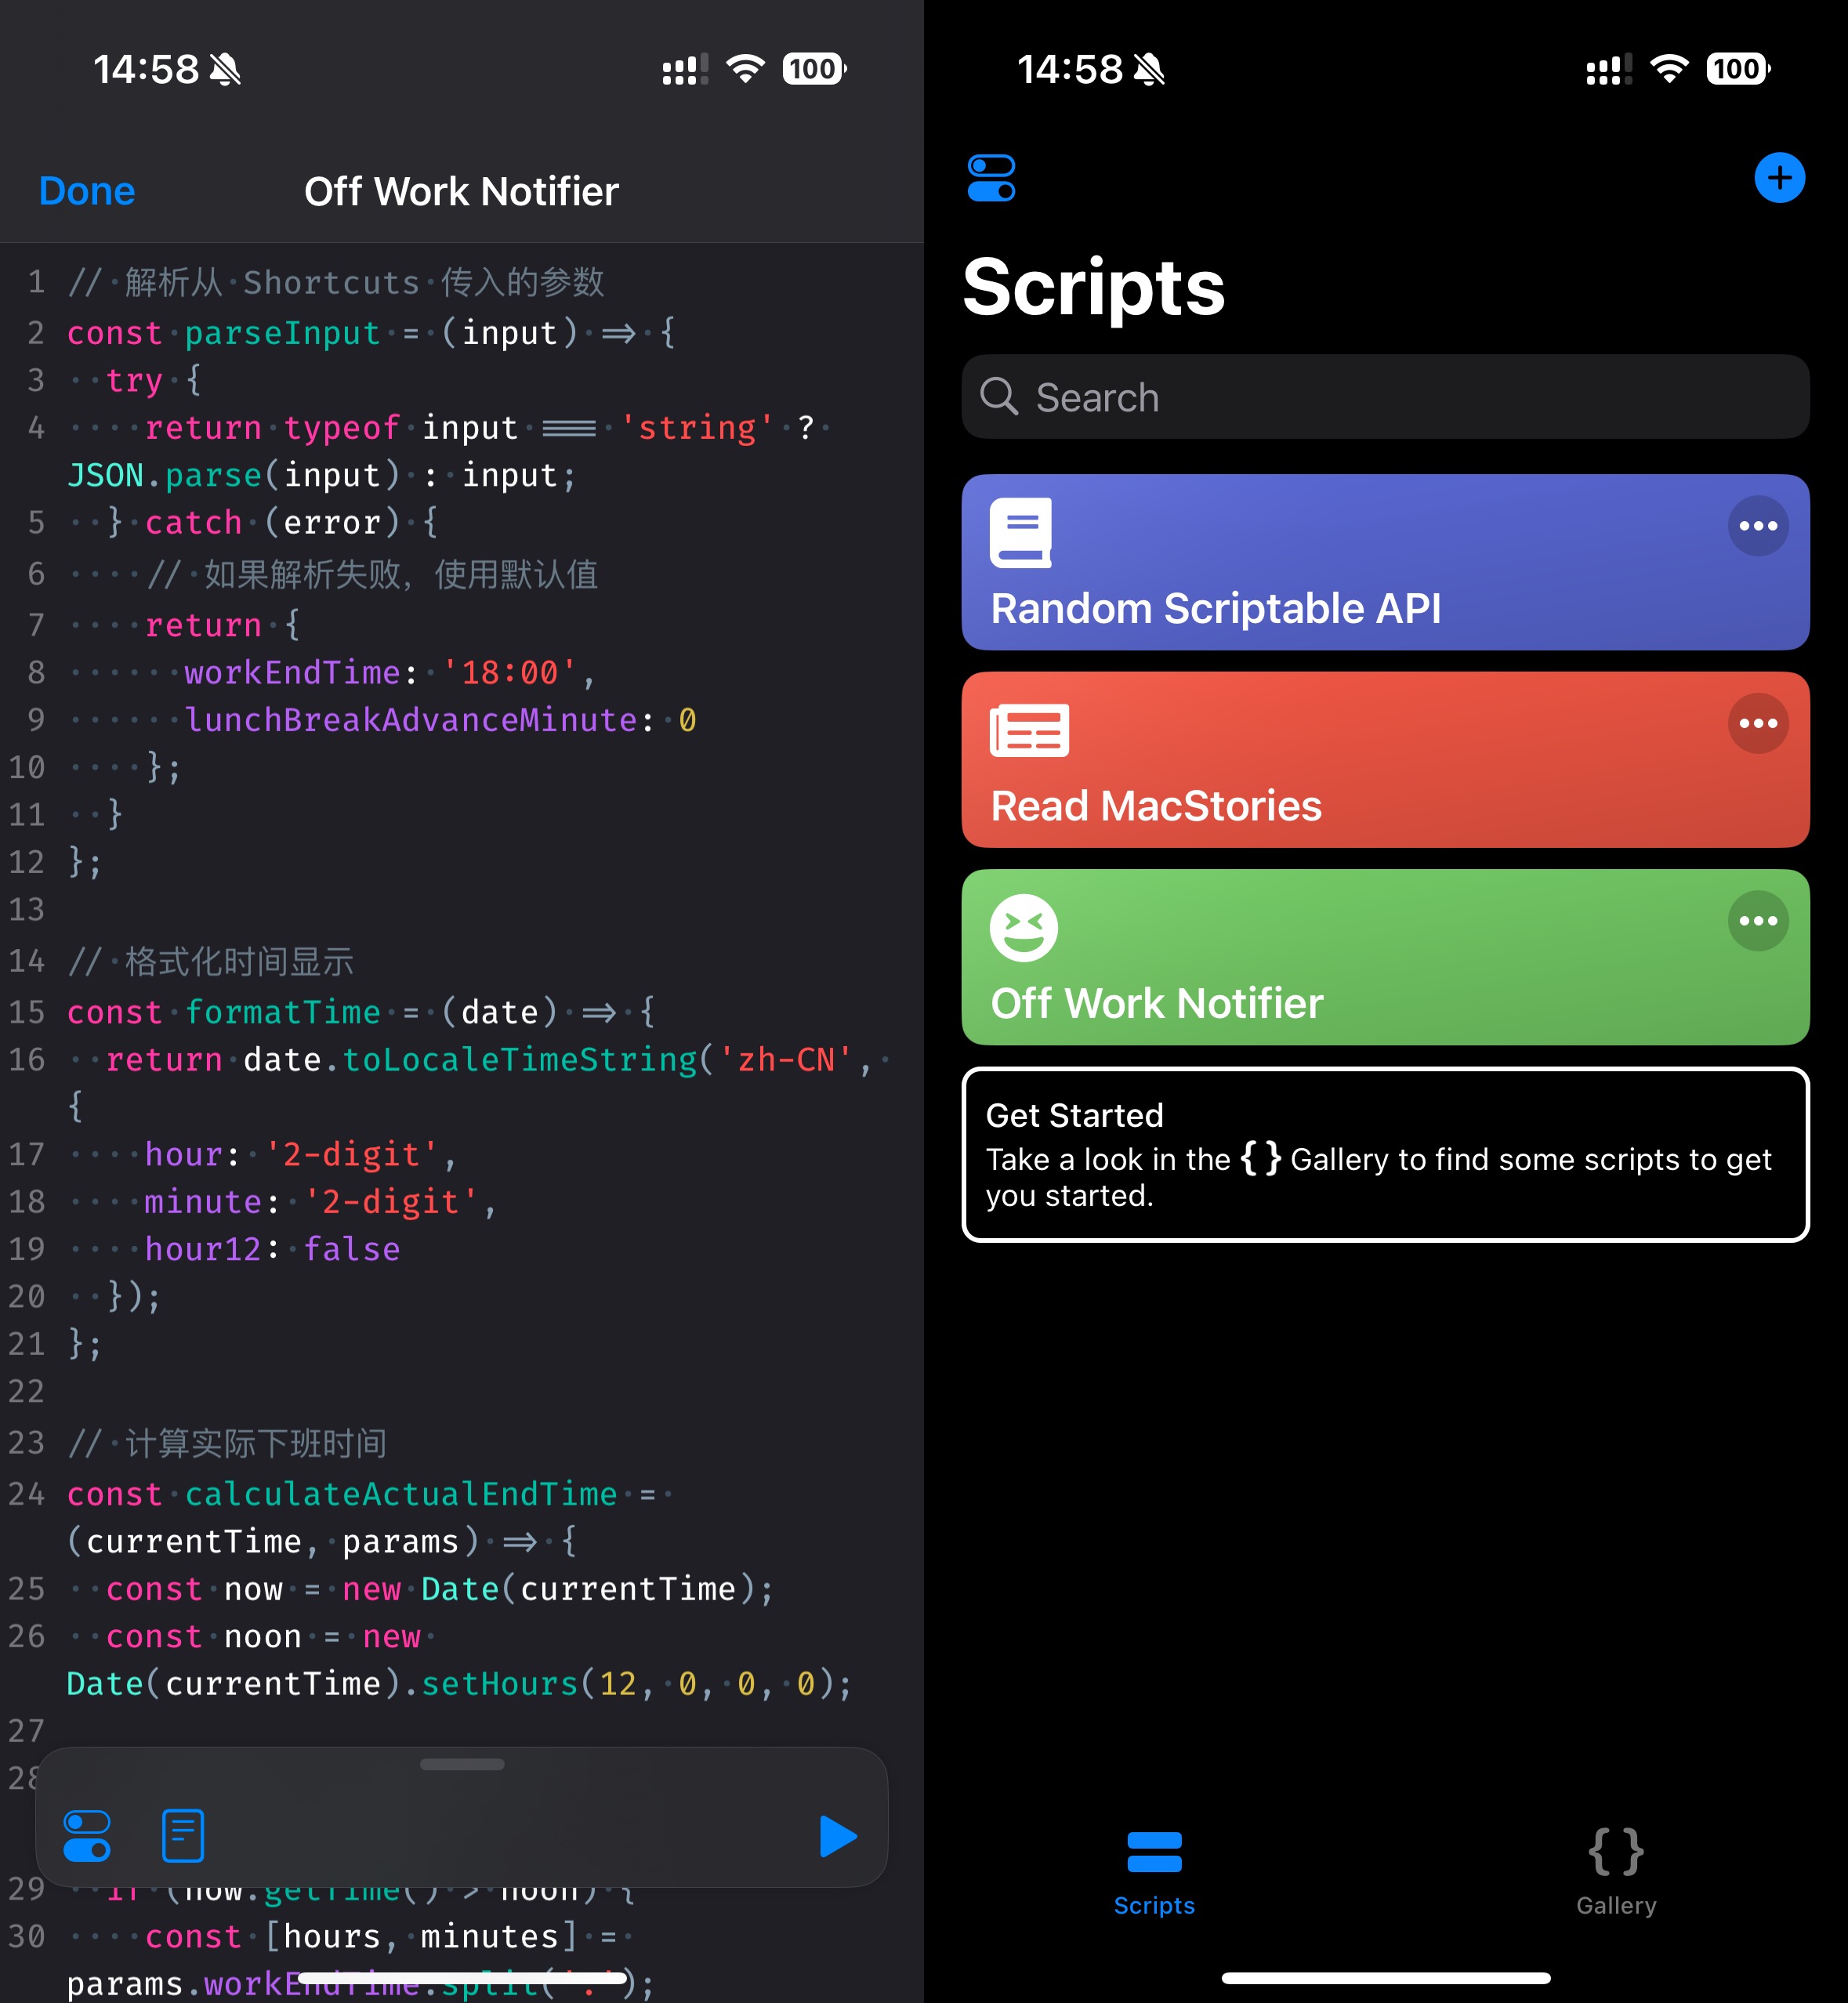 14:58
100
Done
Off Work Notifier
1 // 解析从 Shortcuts 传入的参数
2 const parseInput = (input) => {
3 try {
4 return typeof input === 'string' ?
JSON.parse(input) : input;
5 } catch (error) {
6 // 如果解析失败，使用默认值
7 return {
8 workEndTime: '18:00',
9 lunchBreakAdvanceMinute: 0
10 };
11 }
12 };
13
14 // 格式化时间显示
15 const formatTime = (date) => {
16 return date.toLocaleTimeString('zh-CN',
{
17 hour: '2-digit',
18 minute: '2-digit',
19 hour12: false
20 });
21 };
22
23 // 计算实际下班时间
24 const calculateActualEndTime =
(currentTime, params) => {
25 const now = new Date(currentTime);
26 const noon = new
Date(currentTime).setHours(12, 0, 0, 0);
27
28
29 if (now.getTime() > noon) {
30 const [hours, minutes] =
params.workEndTime.split(':');
14:58
100
Scripts
Search
Random Scriptable API
Read MacStories
Off Work Notifier
Get Started
Take a look in the {} Gallery to find some scripts to get
you started.
Scripts
Gallery